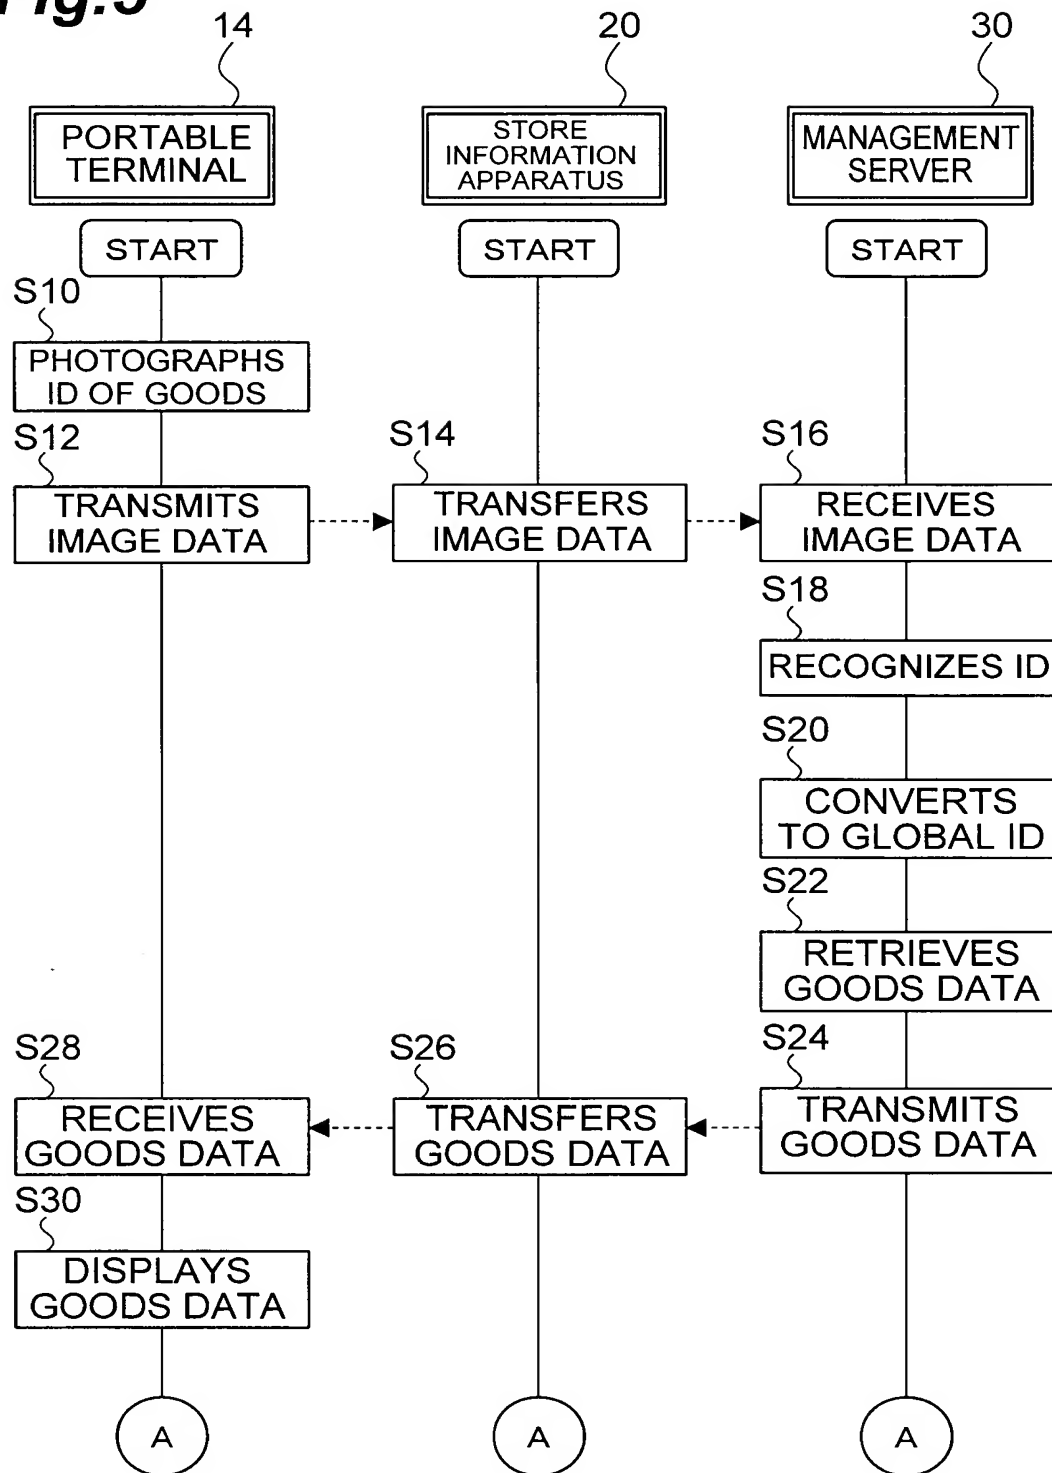 Fig.5
14
20
30
PORTABLE
TERMINAL
STORE
INFORMATION
APPARATUS
MANAGEMENT
SERVER
START
START
START
S10
PHOTOGRAPHS
ID OF GOODS
S12
S14
S16
TRANSMITS
IMAGE DATA
TRANSFERS
IMAGE DATA
RECEIVES
IMAGE DATA
S18
RECOGNIZES ID
S20
CONVERTS
TO GLOBAL ID
S22
RETRIEVES
GOODS DATA
S28
S26
S24
RECEIVES
GOODS DATA
TRANSFERS
GOODS DATA
TRANSMITS
GOODS DATA
S30
DISPLAYS
GOODS DATA
A
A
A